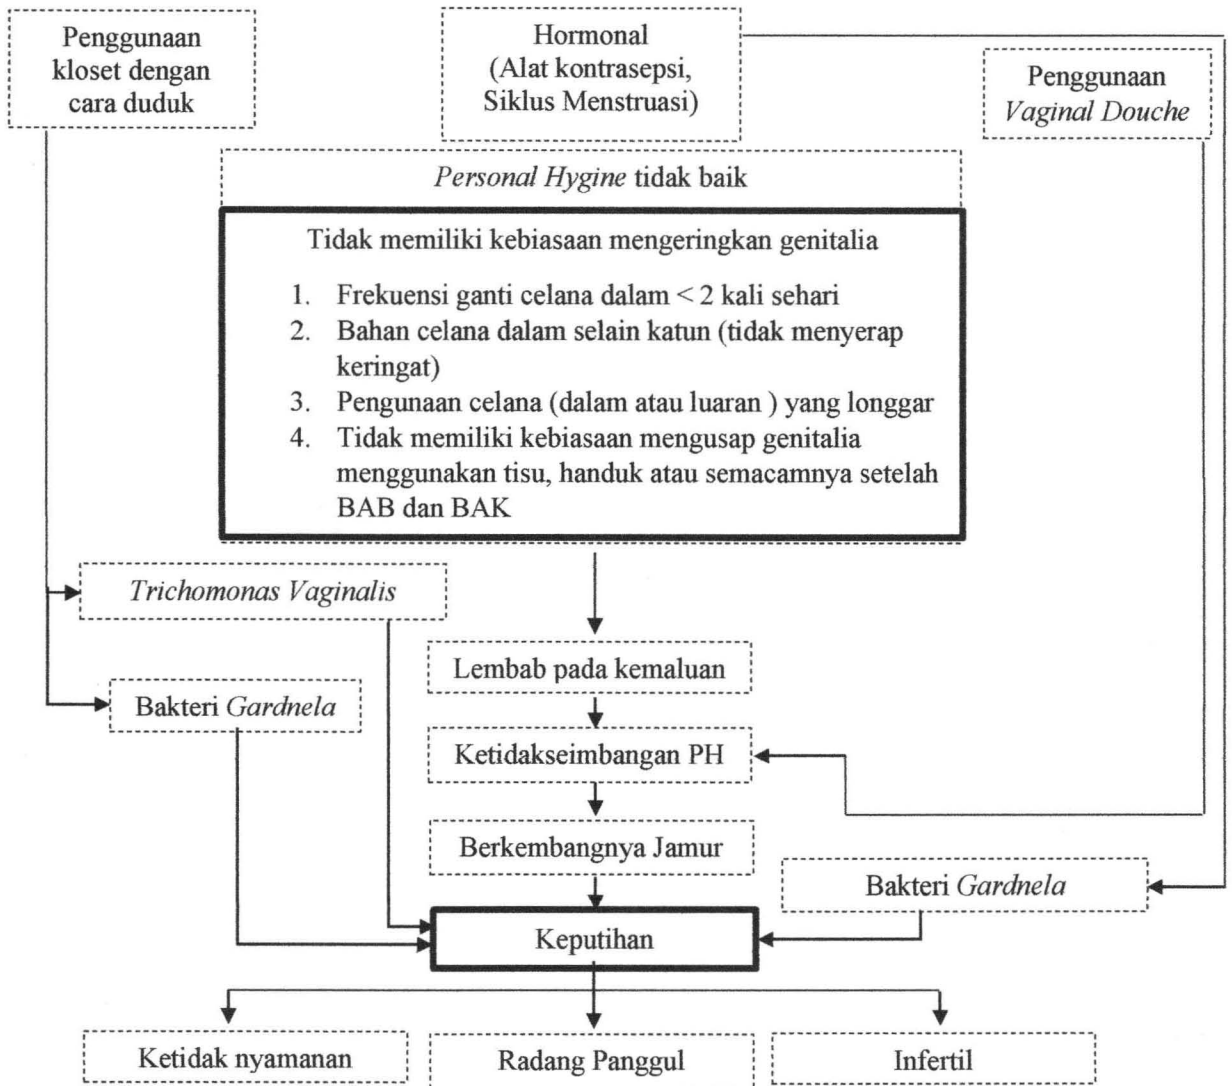 Penggunaan
kloset dengan
cara duduk
Hormonal
(Alat kontrasepsi,
Siklus Menstruasi)
Penggunaan
Vaginal Douche
Personal Hygine tidak baik
Tidak memiliki kebiasaan mengeringkan genitalia
1. Frekuensi ganti celana dalam < 2 kali sehari
2. Bahan celana dalam selain katun (tidak menyerap
keringat)
3. Pengunaan celana (dalam atau luaran ) yang longgar
4. Tidak memiliki kebiasaan mengusap genitalia
menggunakan tisu, handuk atau semacamnya setelah
BAB dan BAK
Trichomonas Vaginalis
Lembab pada kemaluan
Bakteri Gardnela
Ketidakseimbangan PH
Berkembangnya Jamur
Bakteri Gardnela
Keputihan
Ketidak nyamanan
Radang Panggul
Infertil